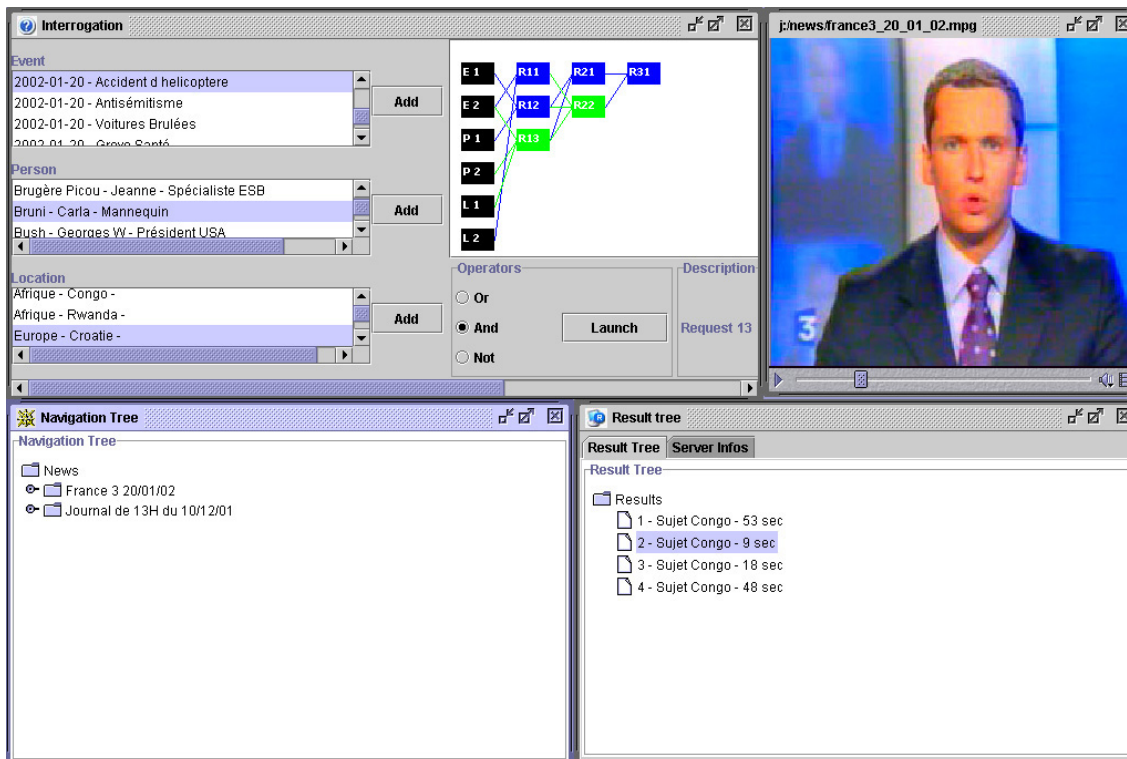 Interrogation
Event
2002-01-20 - Accident d helicoptere
2002-01-20 - Antisémitisme
2002-01-20 - Voitures Brulées
2002-01-20 - Greve Santé
Add
Person
Brugère Picou - Jeanne - Spécialiste ESB
Bruni - Carla - Mannequin
Bush - Georges W - Président USA
Add
Location
Afrique - Congo -
Afrique - Rwanda -
Europe - Croatie -
Add
E 1 R11 R21 R31
E 2 R12 R22
P 1 R13
P 2
L 1
L 2
Operators
Or
And
Not
Launch
Description
Request 13
j:/news/france3_20_01_02.mpg
3
Navigation Tree
Navigation Tree
News
France 3 20/01/02
Journal de 13H du 10/12/01
Result tree
Result Tree Server Infos
Result Tree
Results
1 - Sujet Congo - 53 sec
2 - Sujet Congo - 9 sec
3 - Sujet Congo - 18 sec
4 - Sujet Congo - 48 sec